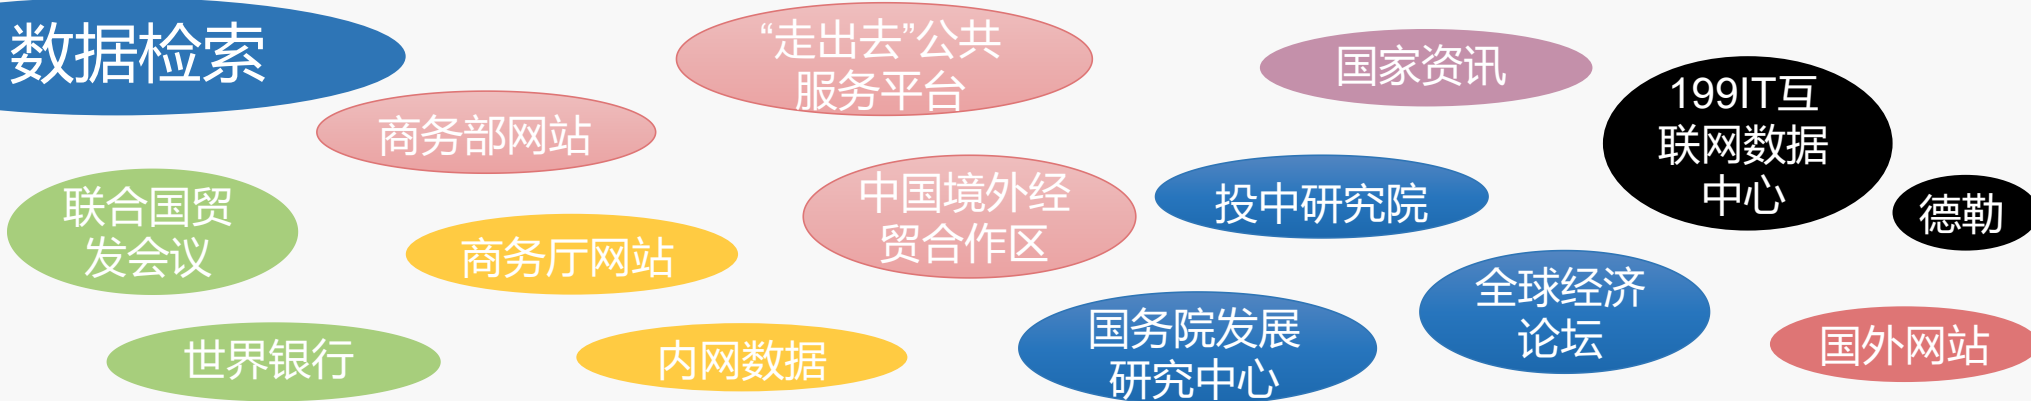 数据检索
“走出去”公共
服务平台
国家资讯
199IT互
联网数据
中心
商务部网站
联合国贸
发会议
商务厅网站
中国境外经
贸合作区
投中研究院
德勒
世界银行
内网数据
国务院发展
研究中心
全球经济
论坛
国外网站